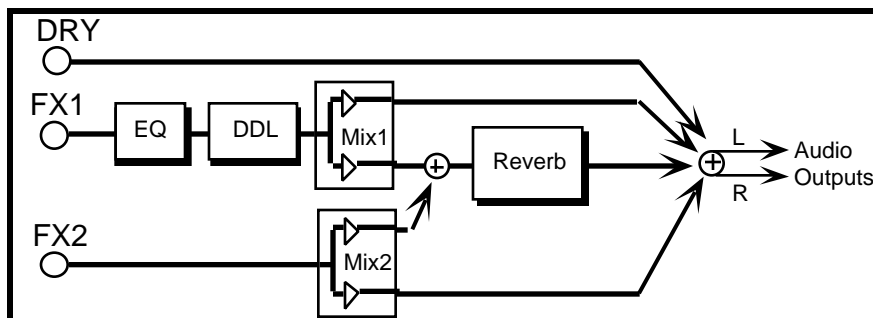 DRY
FX1
EQ
DDL
Mix1
Reverb
L
R
Audio
Outputs
FX2
Mix2